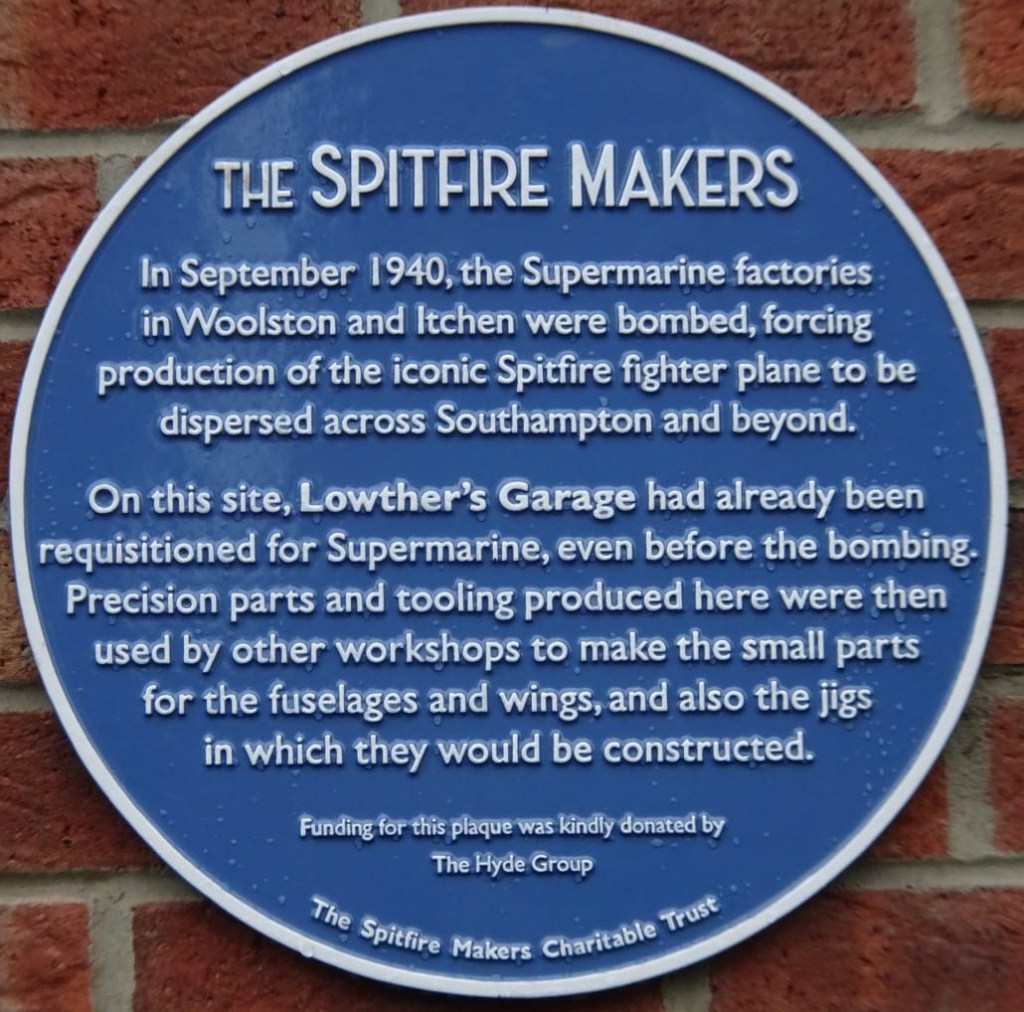 THE SPITFIRE MAKERS
In September 1940, the Supermarine factories
in Woolston and Itchen were bombed, forcing
production of the iconic Spitfire fighter plane to be
dispersed across Southampton and beyond.
On this site, Lowther's Garage had already been
requisitioned for Supermarine, even before the bombing.
Precision parts and tooling produced here were then
used by other workshops to make the small parts
for the fuselages and wings, and also the jigs
in which they would be constructed.
Funding for this plaque was kindly donated by
The Hyde Group
The Spitfire Makers Charitable Trust